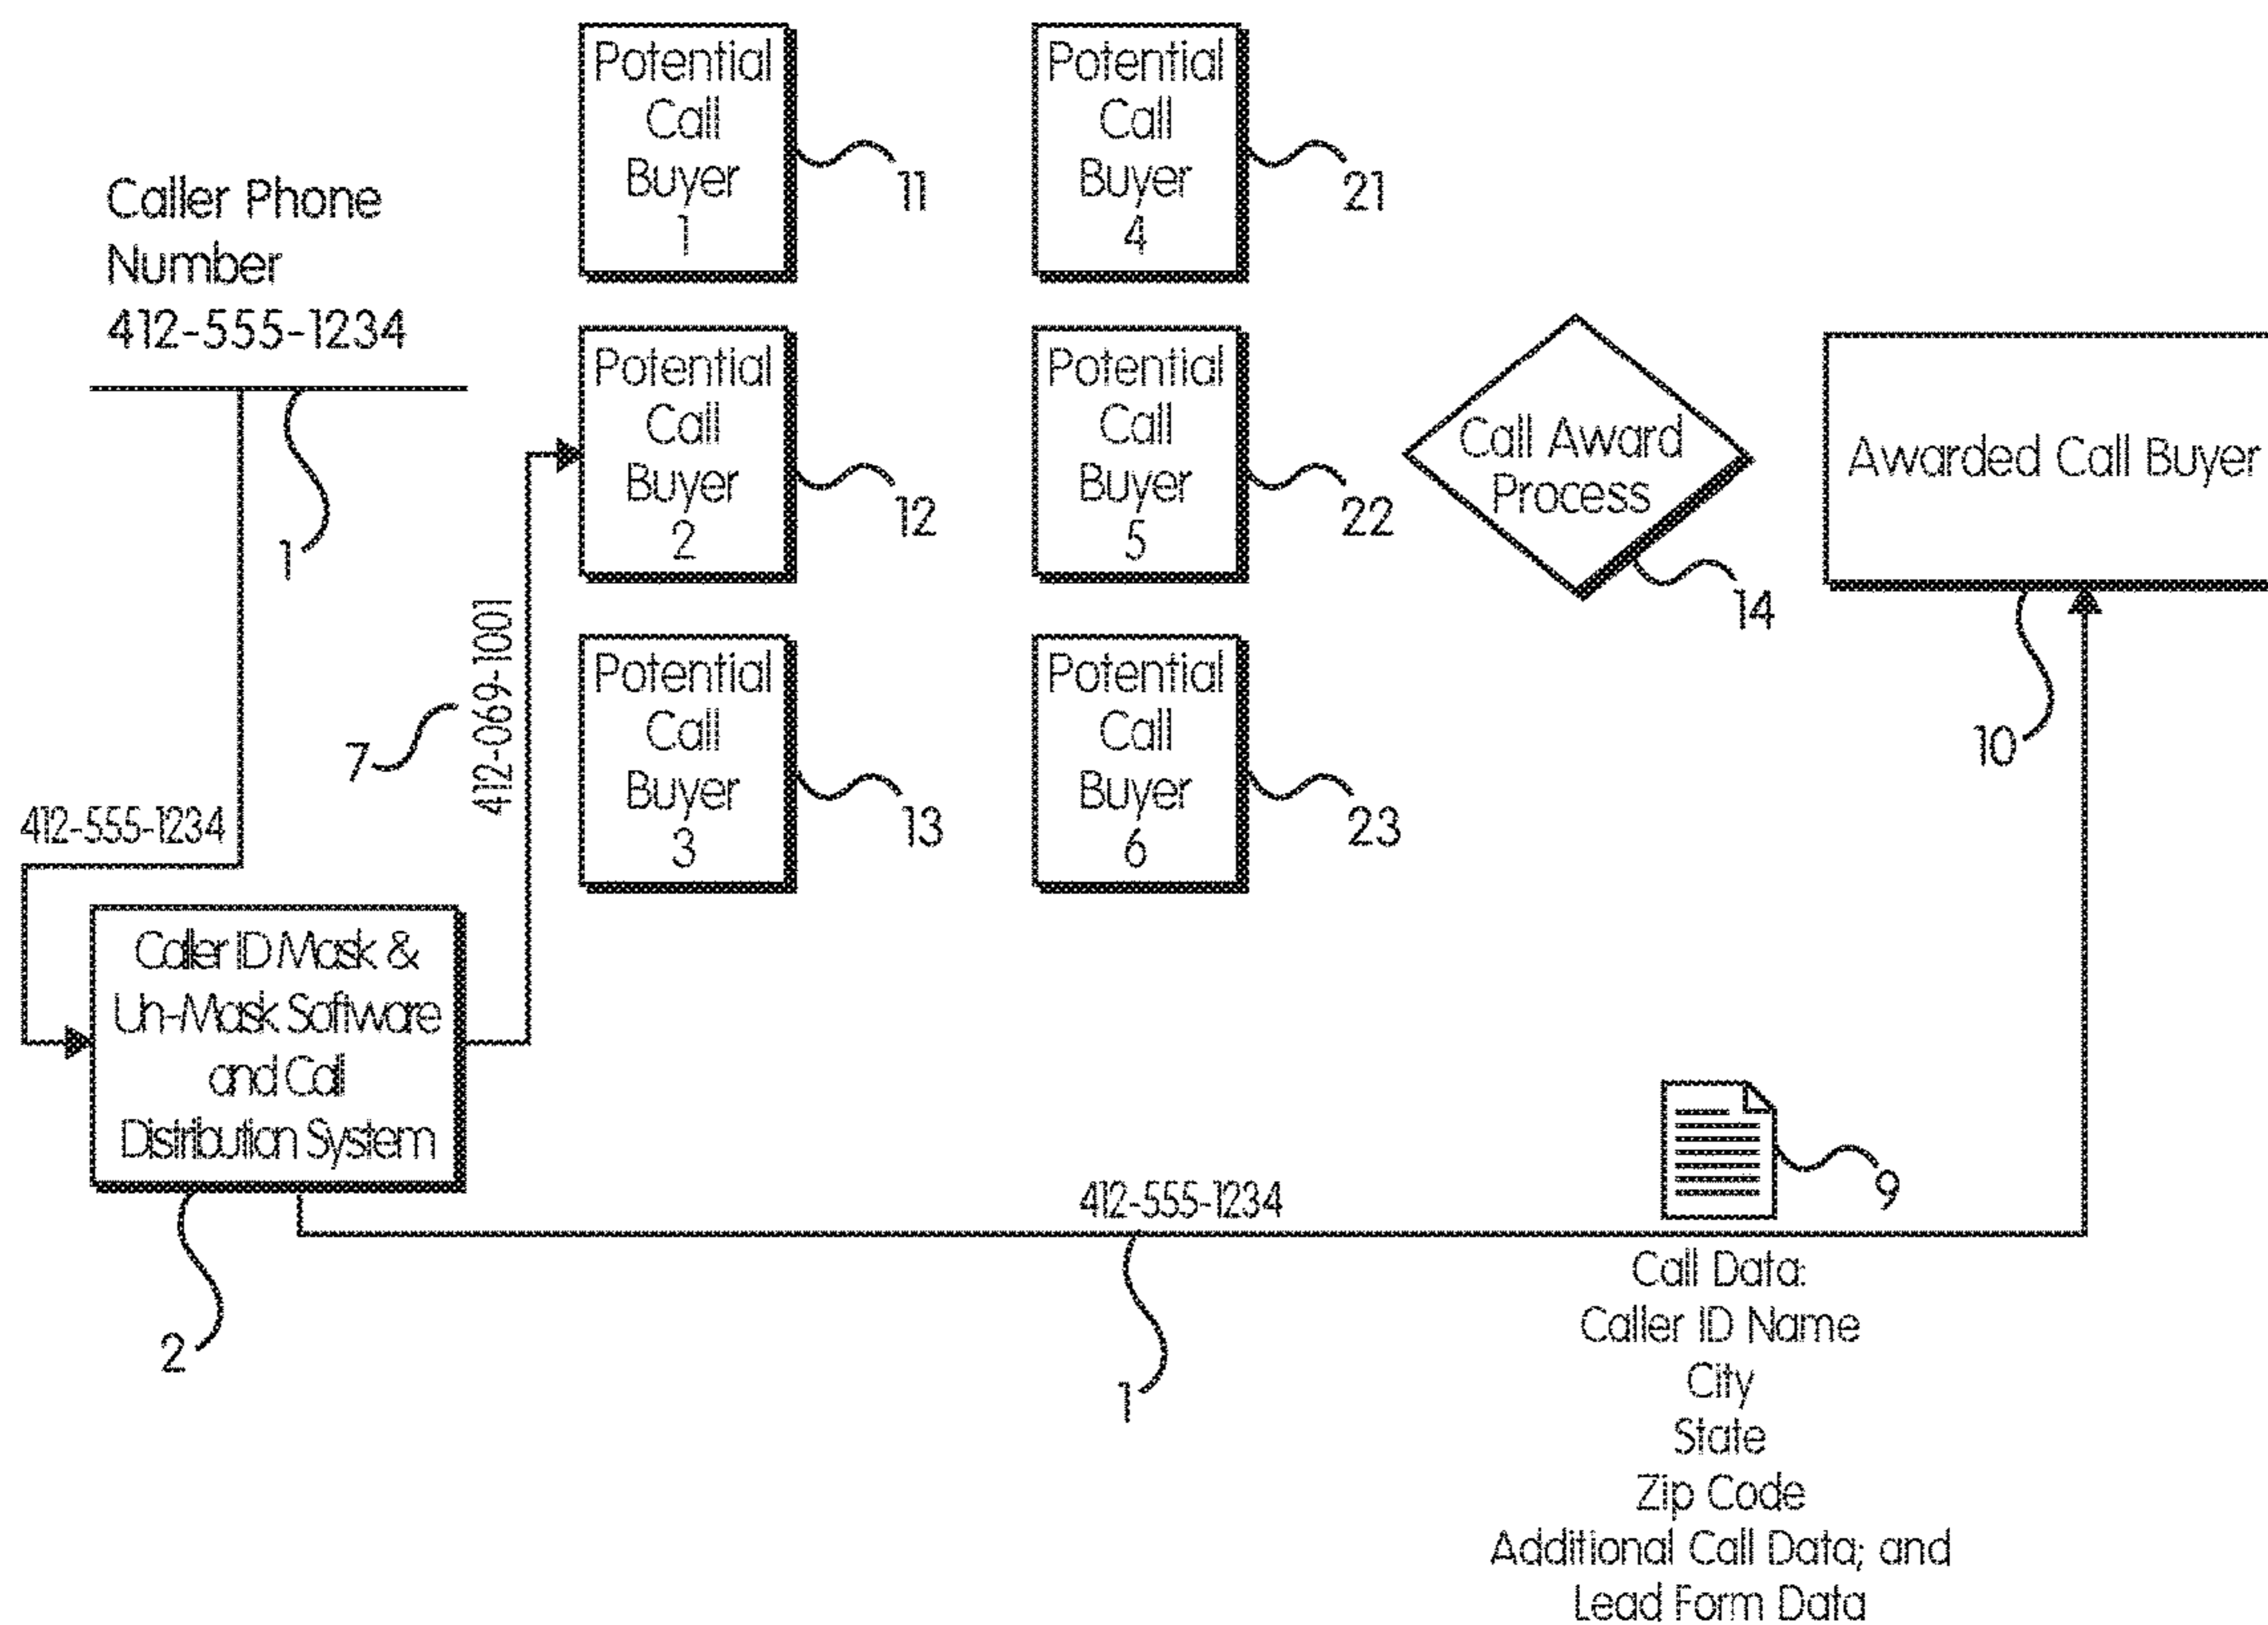 Caller Phone
Number
412-555-1234
1
412-555-1234
7
412-069-1001
Caller ID Mask &
Un-Mask Software
and Call
Distribution System
2
Potential
Call
Buyer
1
11
Potential
Call
Buyer
2
12
Potential
Call
Buyer
3
13
Potential
Call
Buyer
4
21
Potential
Call
Buyer
5
22
Potential
Call
Buyer
6
23
Call Award
Process
14
Awarded Call Buyer
10
412-555-1234
1
9
Call Data:
Caller ID Name
City
State
Zip Code
Additional Call Data; and
Lead Form Data